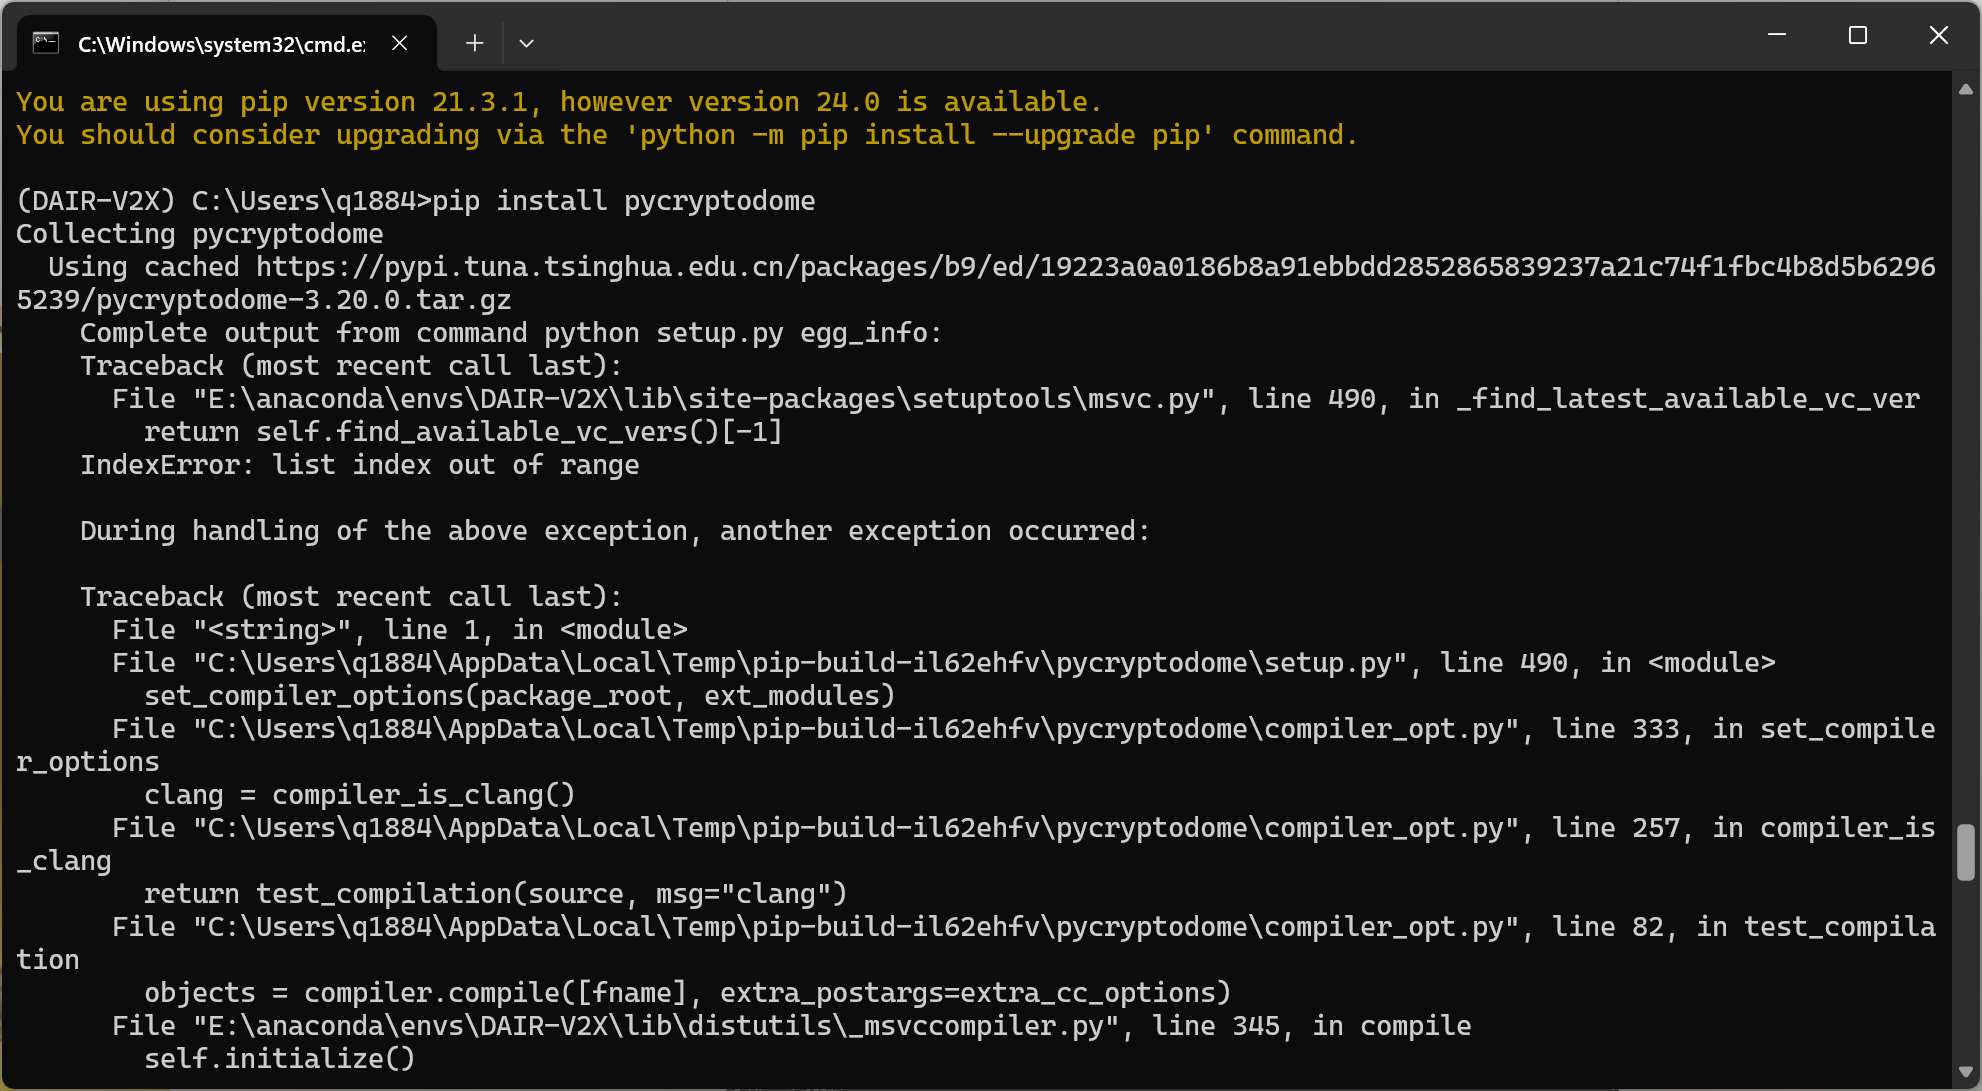 C:\Windows\system32\cmd.e
You are using pip version 21.3.1, however version 24.0 is available.
You should consider upgrading via the 'python -m pip install --upgrade pip' command.
(DAIR-V2X) C:\Users\q1884>pip install pycryptodome
Collecting pycryptodome
  Using cached https://pypi.tuna.tsinghua.edu.cn/packages/b9/ed/19223a0a0186b8a91ebbdd2852865839237a21c74f1fbc4b8d5b6296
5239/pycryptodome-3.20.0.tar.gz
    Complete output from command python setup.py egg_info:
    Traceback (most recent call last):
      File "E:\anaconda\envs\DAIR-V2X\lib\site-packages\setuptools\msvc.py", line 490, in _find_latest_available_vc_ver
        return self.find_available_vc_vers()[-1]
    IndexError: list index out of range
    During handling of the above exception, another exception occurred:
    Traceback (most recent call last):
      File "<string>", line 1, in <module>
      File "C:\Users\q1884\AppData\Local\Temp\pip-build-il62ehfv\pycryptodome\setup.py", line 490, in <module>
        set_compiler_options(package_root, ext_modules)
      File "C:\Users\q1884\AppData\Local\Temp\pip-build-il62ehfv\pycryptodome\compiler_opt.py", line 333, in set_compile
r_options
        clang = compiler_is_clang()
      File "C:\Users\q1884\AppData\Local\Temp\pip-build-il62ehfv\pycryptodome\compiler_opt.py", line 257, in compiler_is
_clang
        return test_compilation(source, msg="clang")
      File "C:\Users\q1884\AppData\Local\Temp\pip-build-il62ehfv\pycryptodome\compiler_opt.py", line 82, in test_compila
tion
        objects = compiler.compile([fname], extra_postargs=extra_cc_options)
      File "E:\anaconda\envs\DAIR-V2X\lib\distutils\_msvccompiler.py", line 345, in compile
        self.initialize()